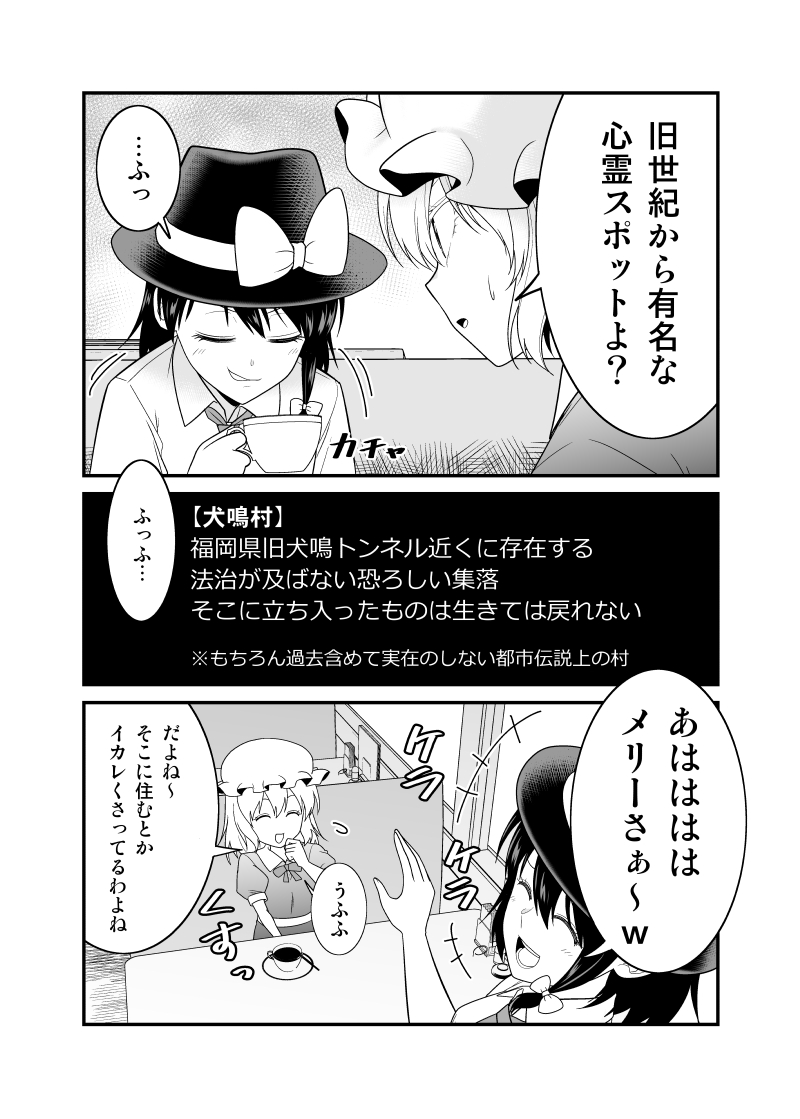 旧世紀から有名な
心霊スポットよ?
…ふっ
カチャ
ふっふ…
【犬鳴村】
福岡県旧犬鳴トンネル近くに存在する
法治が及ばない恐ろしい集落
そこに立ち入ったものは生きては戻れない
※もちろん過去含めて実在のしない都市伝説上の村
あはははは
メリーさぁ〜
w
ケラ
ケラ
うふふ
くすっ
だよね〜
そこに住むとか
イカレくさってるわよね